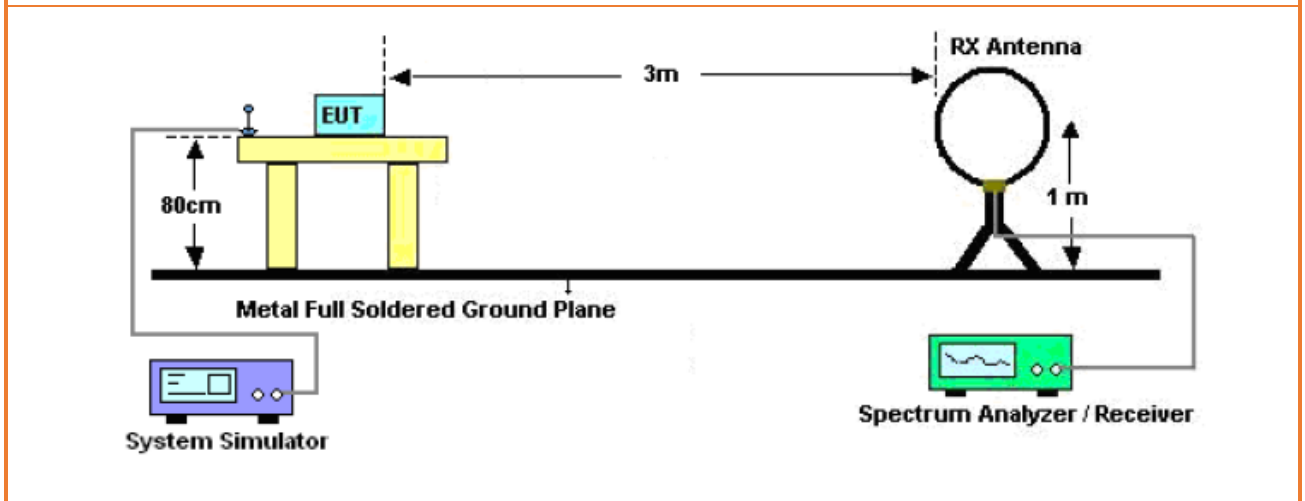 RX Antenna
3m
EUT
80cm
1 m
Metal Full Soldered Ground Plane
System Simulator
Spectrum Analyzer / Receiver